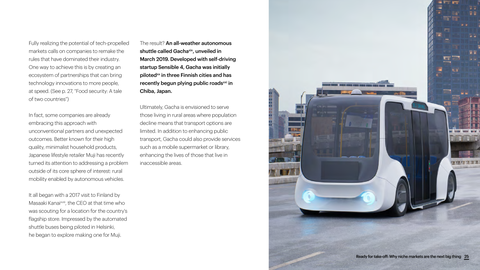 Fully realizing the potential of tech-propelled
markets calls on companies to remake the
rules that have dominated their industry.
One way to achieve this is by creating an
ecosystem of partnerships that can bring
technology innovations to more people,
at speed. (See p. 27, "Food security: A tale
of two countries")
In fact, some companies are already
embracing this approach with
unconventional partners and unexpected
outcomes. Better known for their high
quality, minimalist household products,
Japanese lifestyle retailer Muji has recently
turned its attention to addressing a problem
outside of its core sphere of interest: rural
mobility enabled by autonomous vehicles.
It all began with a 2017 visit to Finland by
Masaaki Kanai, the CEO at that time who
was scouting for a location for the country's
flagship store. Impressed by the automated
shuttle buses being piloted in Helsinki,
he began to explore making one for Muji.
The result? An all-weather autonomous
shuttle called Gacha, unveiled in
March 2019. Developed with self-driving
startup Sensible 4, Gacha was initially
piloted in three Finnish cities and has
recently begun plying public roads in
Chiba, Japan.
Ultimately, Gacha is envisioned to serve
those living in rural areas where population
decline means that transport options are
limited. In addition to enhancing public
transport, Gacha could also provide services
such as a mobile supermarket or library,
enhancing the lives of those that live in
inaccessible areas.
Ready for take-off: Why niche markets are the next big thing